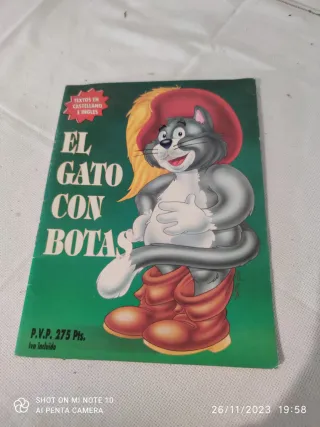 TEXTOS EN
CASTELLANO
E INGLES
EL
GATO
CON
BOTAS
P.V.P. 275 Pts.
iva incluido
SHOT ON MI NOTE 10
AI PENTA CAMERA
26/11/2023 19:58